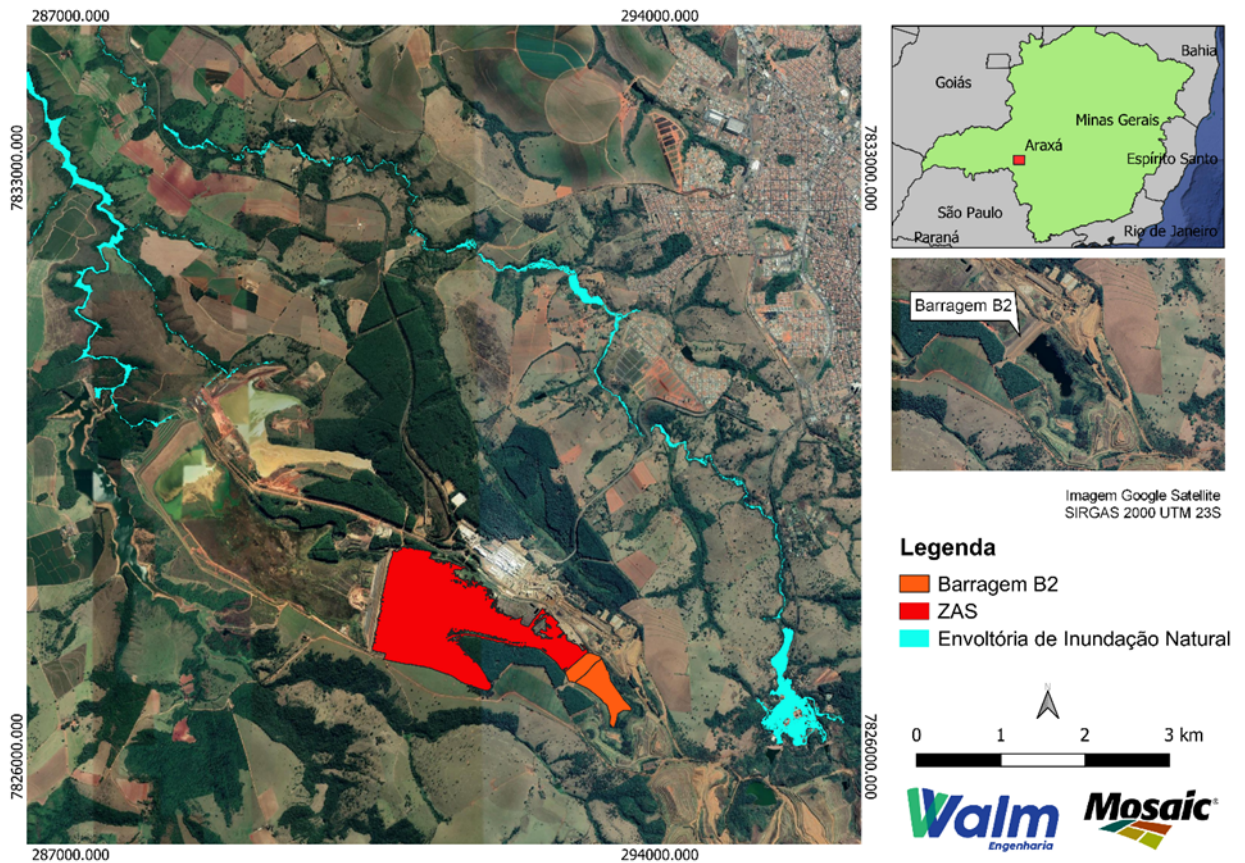 287000.000
294000.000
7833000.000
7833000.000
7826000.000
7826000.000
287000.000
294000.000
Bahia
Goiás
Minas Gerais
Araxá
Espírito Santo
São Paulo
Rio de Janeiro
Paraná
Barragem B2
Imagem Google Satellite
SIRGAS 2000 UTM 23S
Legenda
Barragem B2
ZAS
Envoltória de Inundação Natural
N
0 1 2 3 km
Walm
Engenharia
Mosaic®